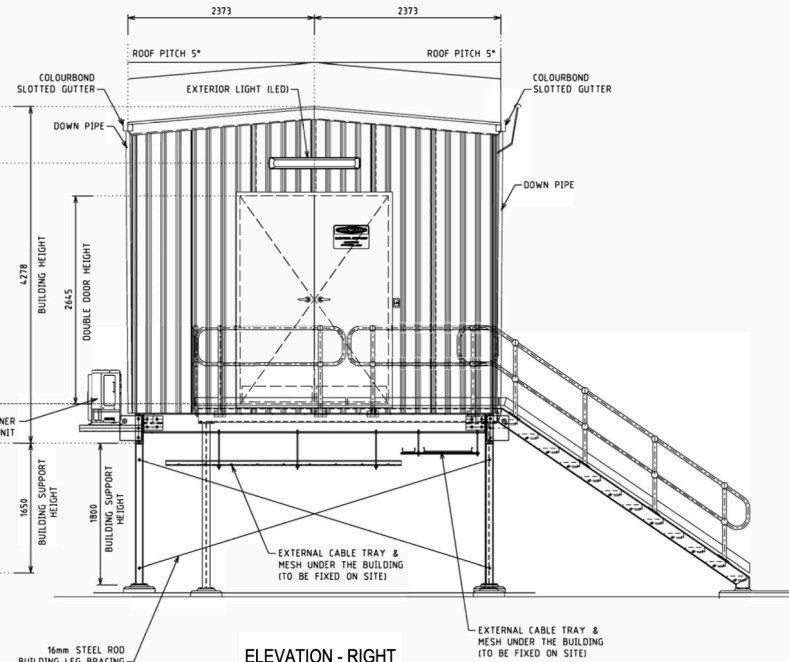 2373
2373
ROOF PITCH 5°
ROOF PITCH 5°
COLOURBOND
SLOTTED GUTTER
EXTERIOR LIGHT (LED)
COLOURBOND
SLOTTED GUTTER
DOWN PIPE
DOWN PIPE
4278
BUILDING HEIGHT
2645
DOUBLE DOOR HEIGHT
NER
NIT
1650
BUILDING SUPPORT
HEIGHT
1800
BUILDING SUPPORT
HEIGHT
EXTERNAL CABLE TRAY &
MESH UNDER THE BUILDING
(TO BE FIXED ON SITE)
EXTERNAL CABLE TRAY &
MESH UNDER THE BUILDING
(TO BE FIXED ON SITE)
16mm STEEL ROD
BUILDING LEG BRACING
ELEVATION - RIGHT